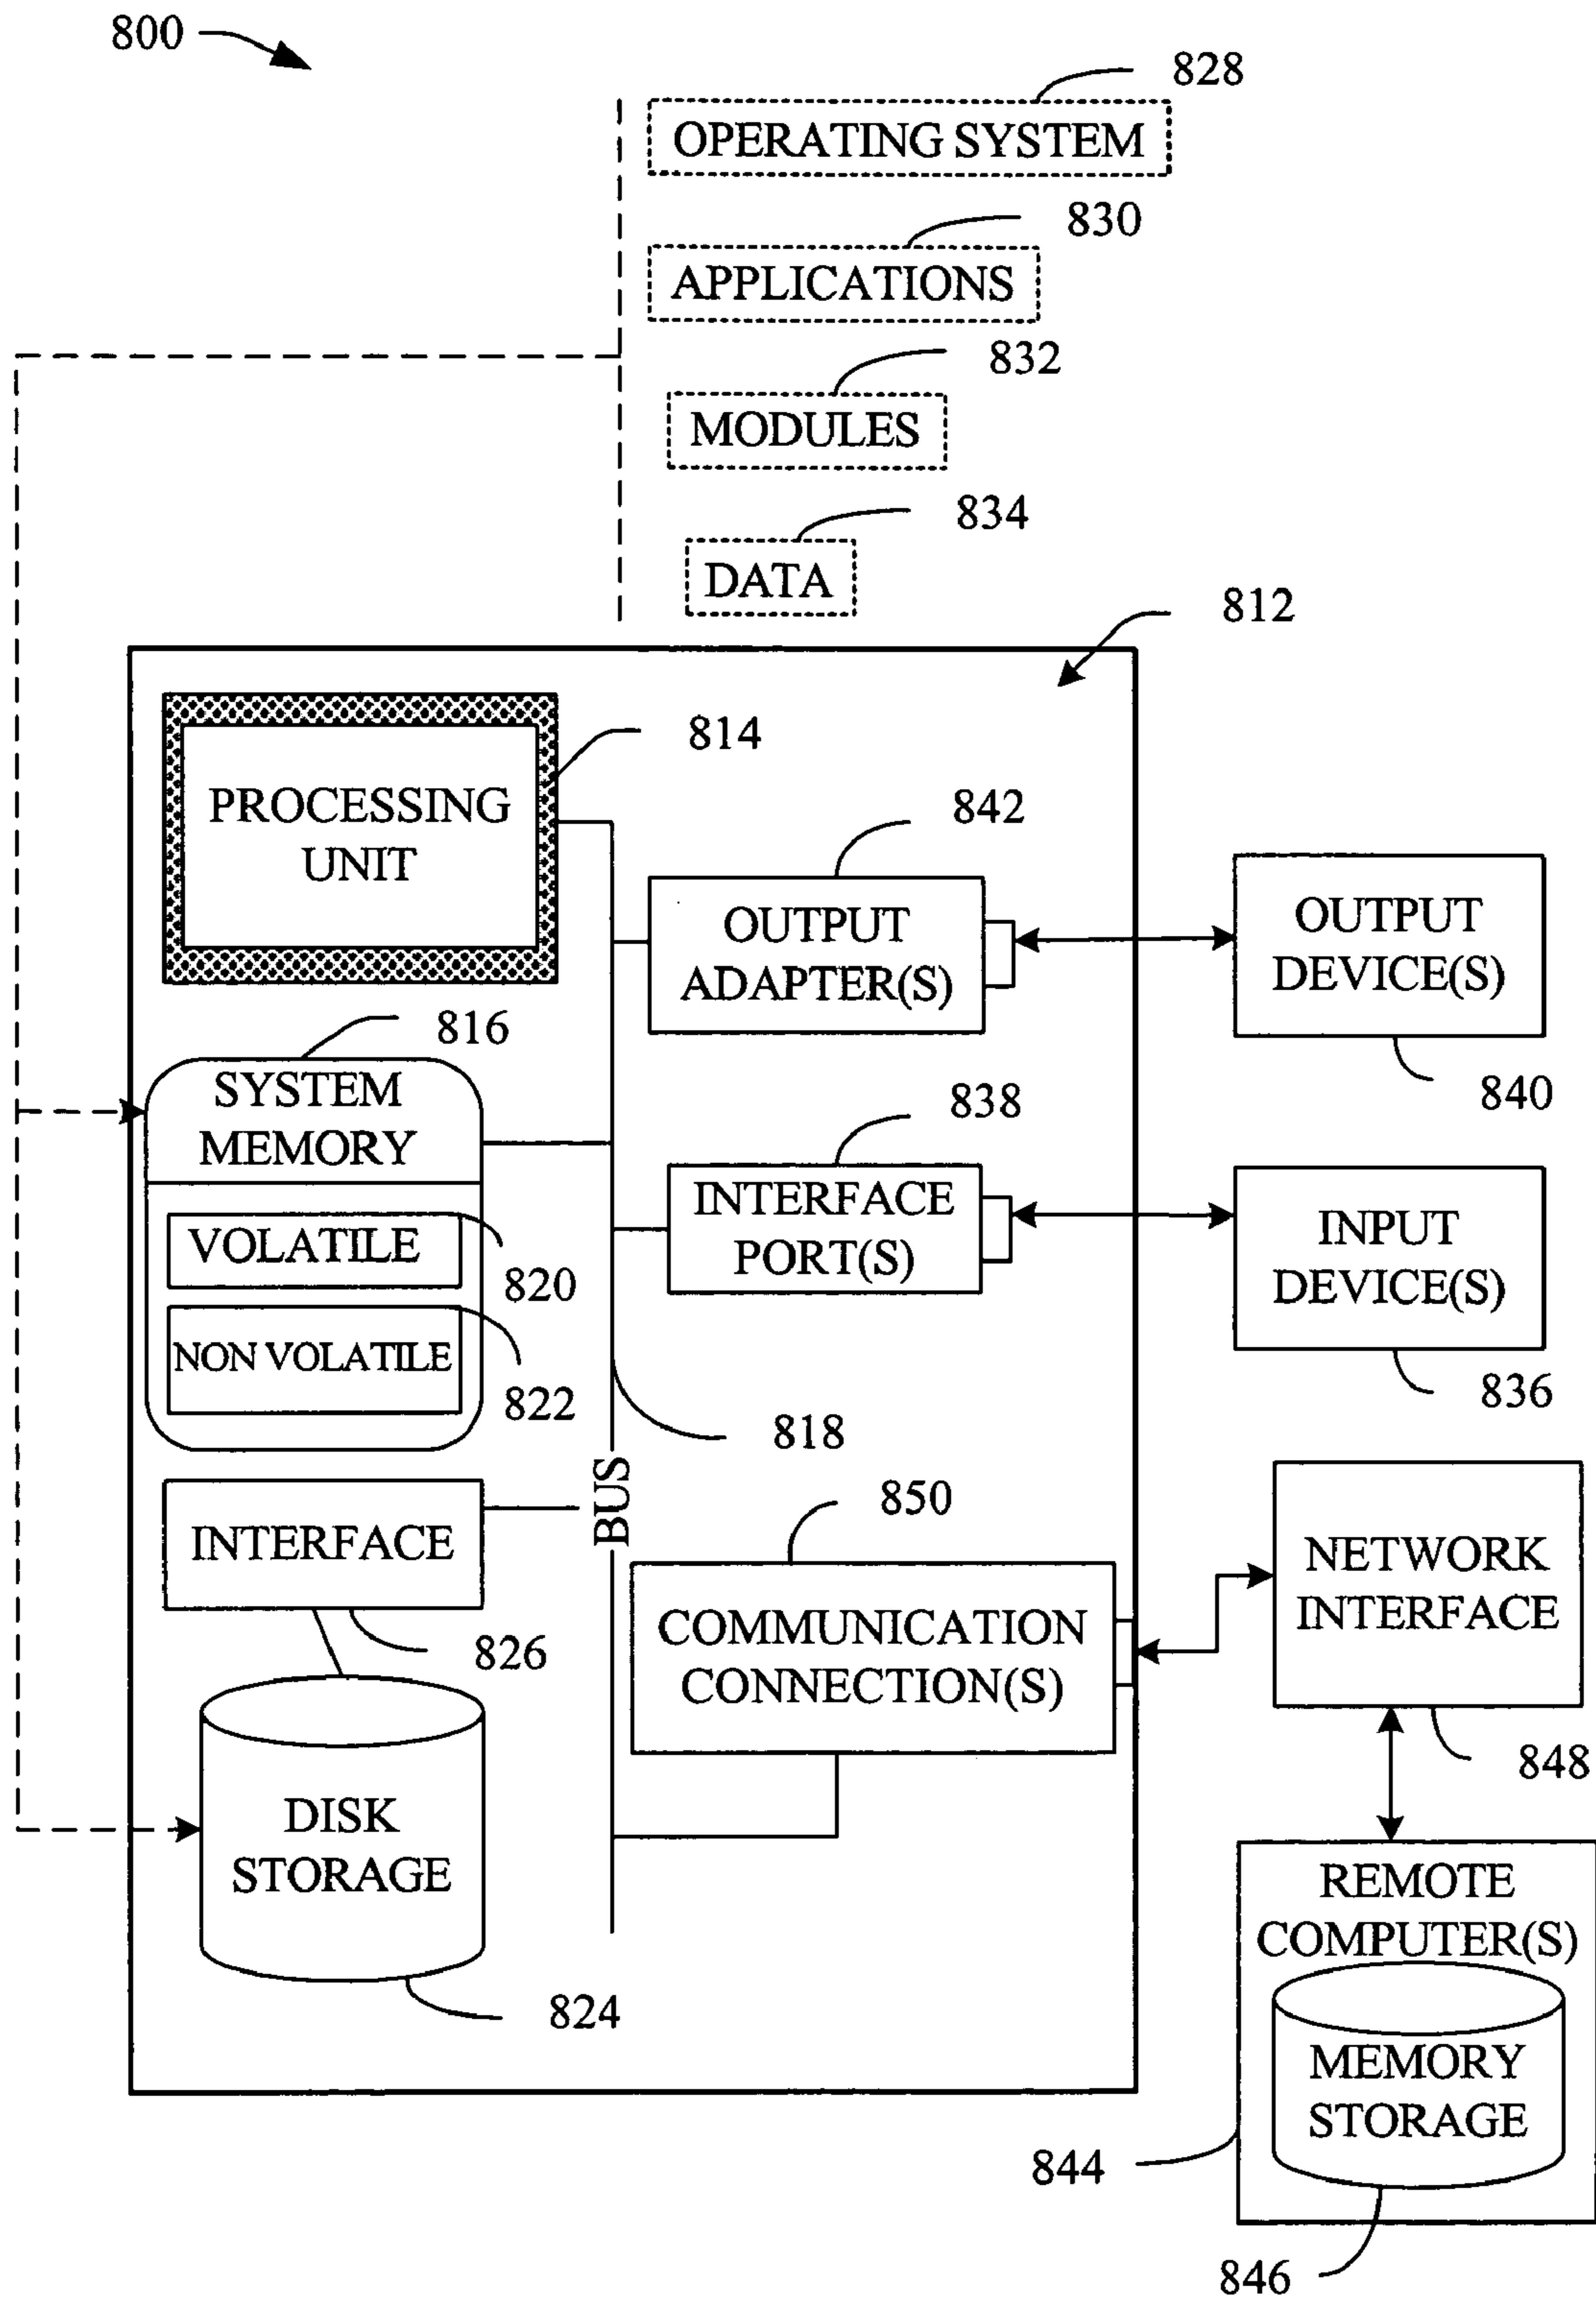 800
828
OPERATING SYSTEM
830
APPLICATIONS
832
MODULES
834
DATA
812
814
PROCESSING
UNIT
842
OUTPUT
ADAPTER(S)
OUTPUT
DEVICE(S)
840
816
SYSTEM
MEMORY
VOLATILE
820
NON VOLATILE
822
838
INTERFACE
PORT(S)
INPUT
DEVICE(S)
836
818
BUS
INTERFACE
826
850
COMMUNICATION
CONNECTION(S)
NETWORK
INTERFACE
848
DISK
STORAGE
824
REMOTE
COMPUTER(S)
MEMORY
STORAGE
844
846